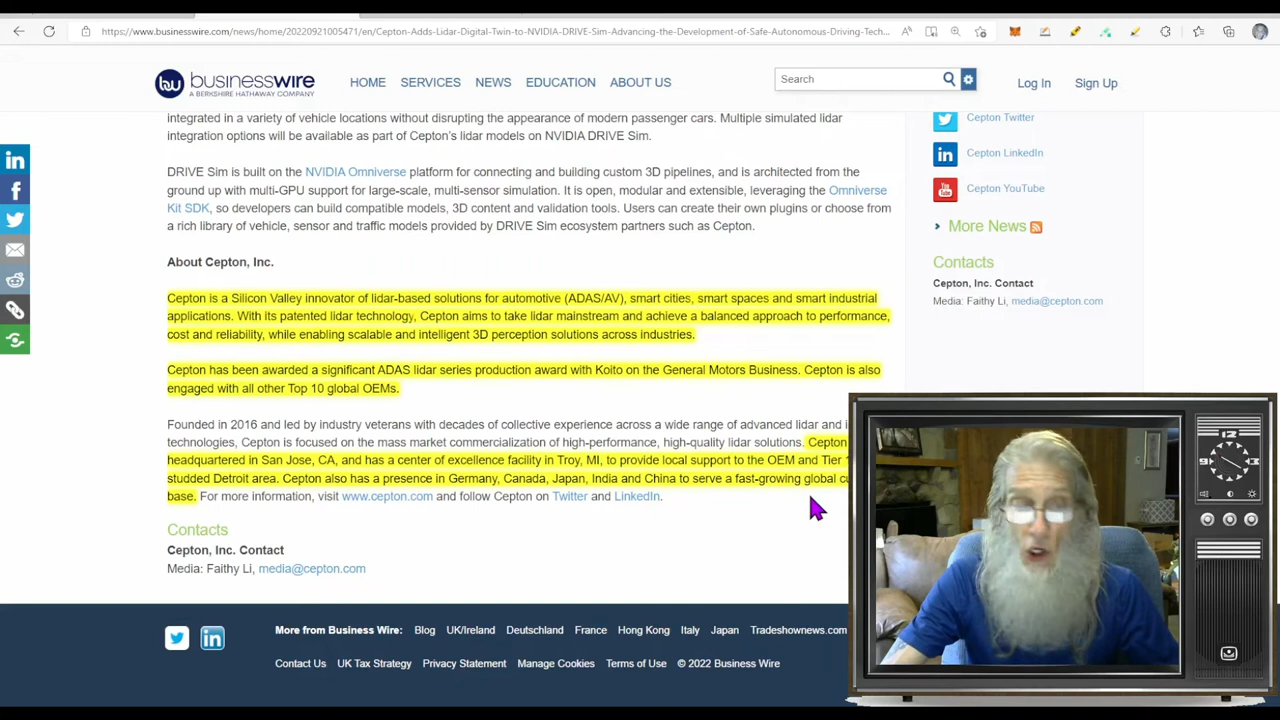 https://www.businesswire.com/news/home/20220921005471/en/Cepton-Adds-Lidar-Digital-Twin-to-NVIDIA-DRIVE-Sim-Advancing-the-Development-of-Safe-Autonomous-Driving-Tech...
businesswire
A BERKSHIRE HATHAWAY COMPANY
HOME SERVICES NEWS EDUCATION ABOUT US
Search
Log In Sign Up
integrated in a variety of vehicle locations without disrupting the appearance of modern passenger cars. Multiple simulated lidar
integration options will be available as part of Cepton's lidar models on NVIDIA DRIVE Sim.
DRIVE Sim is built on the NVIDIA Omniverse platform for connecting and building custom 3D pipelines, and is architected from the
ground up with multi-GPU support for large-scale, multi-sensor simulation. It is open, modular and extensible, leveraging the Omniverse
Kit SDK, so developers can build compatible models, 3D content and validation tools. Users can create their own plugins or choose from
a rich library of vehicle, sensor and traffic models provided by DRIVE Sim ecosystem partners such as Cepton.
About Cepton, Inc.
Cepton is a Silicon Valley innovator of lidar-based solutions for automotive (ADAS/AV), smart cities, smart spaces and smart industrial
applications. With its patented lidar technology, Cepton aims to take lidar mainstream and achieve a balanced approach to performance,
cost and reliability, while enabling scalable and intelligent 3D perception solutions across industries.
Cepton has been awarded a significant ADAS lidar series production award with Koito on the General Motors Business. Cepton is also
engaged with all other Top 10 global OEMs.
Founded in 2016 and led by industry veterans with decades of collective experience across a wide range of advanced lidar and
technologies, Cepton is focused on the mass market commercialization of high-performance, high-quality lidar solutions. Cepton
headquartered in San Jose, CA, and has a center of excellence facility in Troy, MI, to provide local support to the OEM and Tier
studded Detroit area. Cepton also has a presence in Germany, Canada, Japan, India and China to serve a fast-growing global
base. For more information, visit www.cepton.com and follow Cepton on Twitter and LinkedIn.
Contacts
Cepton, Inc. Contact
Media: Faithy Li, media@cepton.com
Cepton Twitter
Cepton LinkedIn
Cepton YouTube
More News
Contacts
Cepton, Inc. Contact
Media: Faithy Li, media@cepton.com
More from Business Wire: Blog UK/Ireland Deutschland France Hong Kong Italy Japan Tradeshownews.com
Contact Us UK Tax Strategy Privacy Statement Manage Cookies Terms of Use © 2022 Business Wire